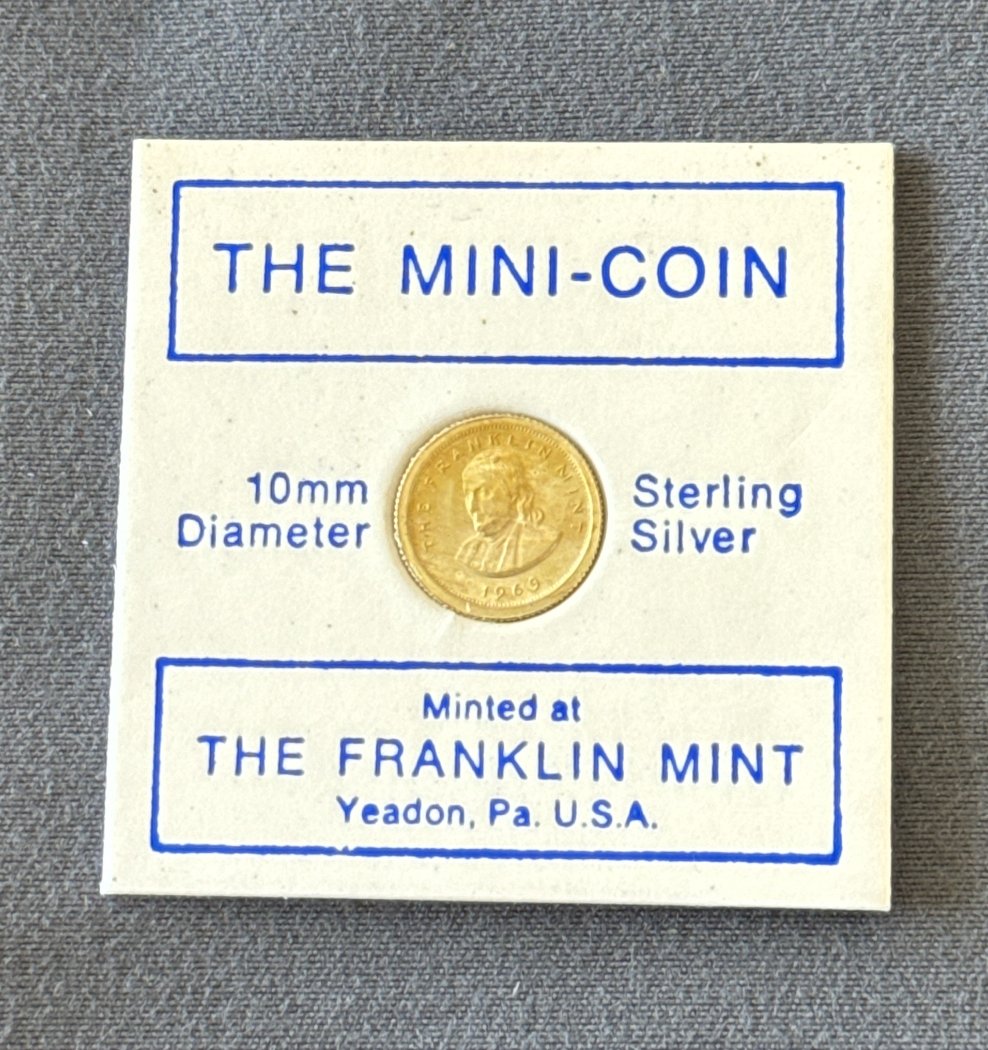 THE MINI-COIN
10mm
Diameter
THE FRANKLIN MINT
1969
Sterling
Silver
Minted at
THE FRANKLIN MINT
Yeadon, Pa. U.S.A.